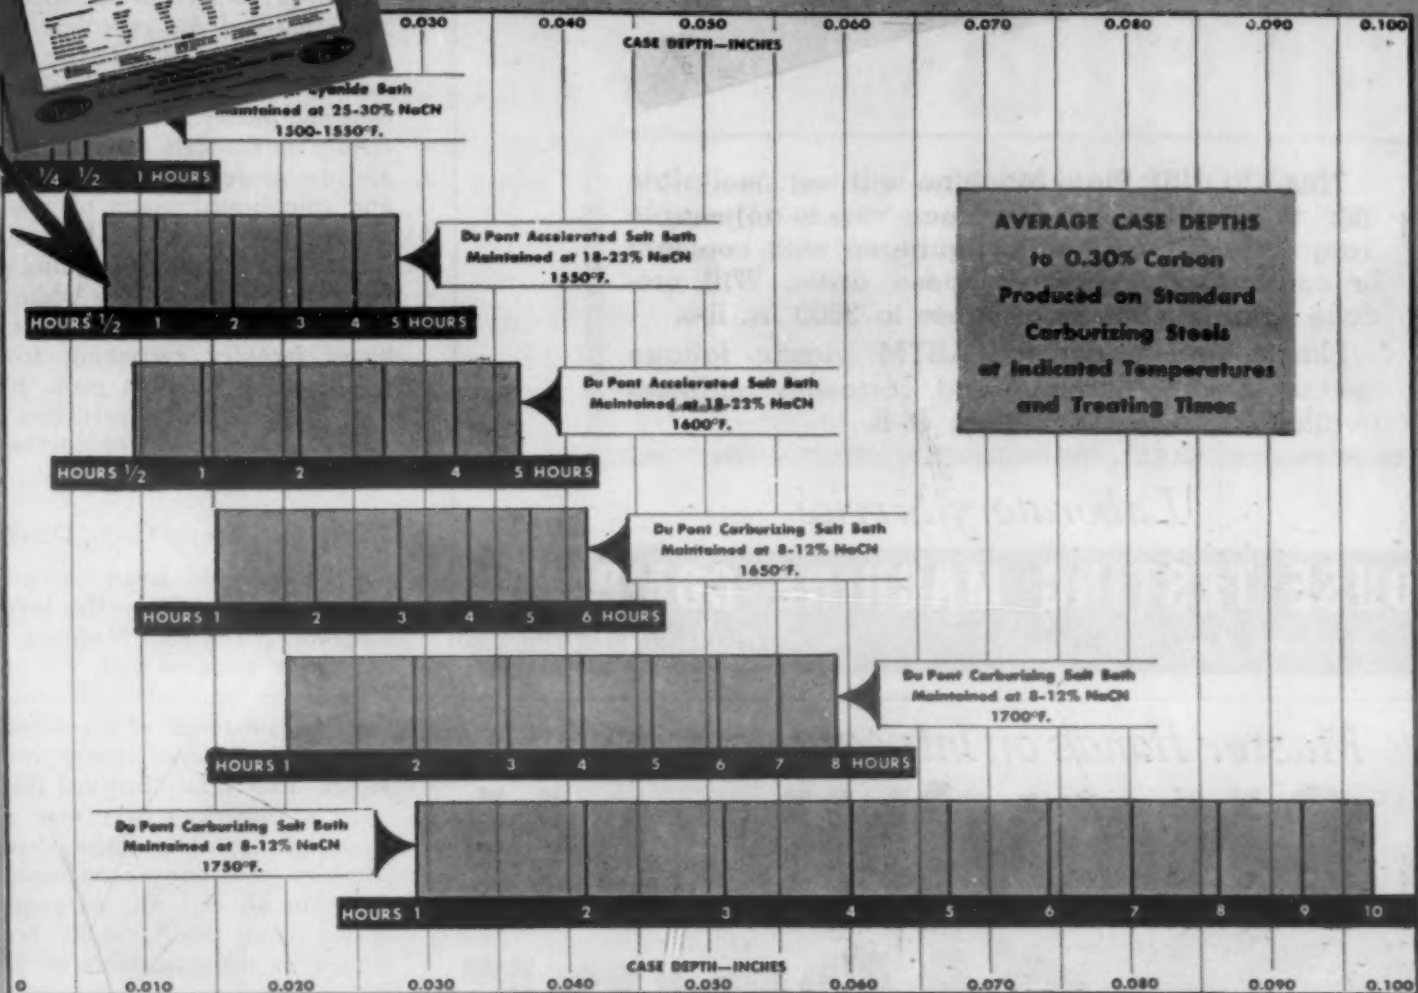 0.030 0.040 0.050 0.060 0.070 0.080 0.090 0.100
CASE DEPTH—INCHES
Cyanide Bath
Maintained at 25-30% NaCN
1500-1550°F.
1/4 1/2 1 HOURS
AVERAGE CASE DEPTHS
to 0.30% Carbon
Produced on Standard
Carburizing Steels
at Indicated Temperatures
and Treating Times
Du Pont Accelerated Salt Bath
Maintained at 18-22% NaCN
1550°F.
HOURS 1/2 1 2 3 4 5 HOURS
Du Pont Accelerated Salt Bath
Maintained at 18-22% NaCN
1600°F.
HOURS 1/2 1 2 4 5 HOURS
Du Pont Carburizing Salt Bath
Maintained at 8-12% NaCN
1650°F.
HOURS 1 2 3 4 5 6 HOURS
Du Pont Carburizing Salt Bath
Maintained at 8-12% NaCN
1700°F.
HOURS 1 2 3 4 5 6 7 8 HOURS
Du Pont Carburizing Salt Bath
Maintained at 8-12% NaCN
1750°F.
HOURS 1 2 3 4 5 6 7 8 9 10
CASE DEPTH—INCHES
0 0.010 0.020 0.030 0.040 0.050 0.060 0.070 0.080 0.090 0.100